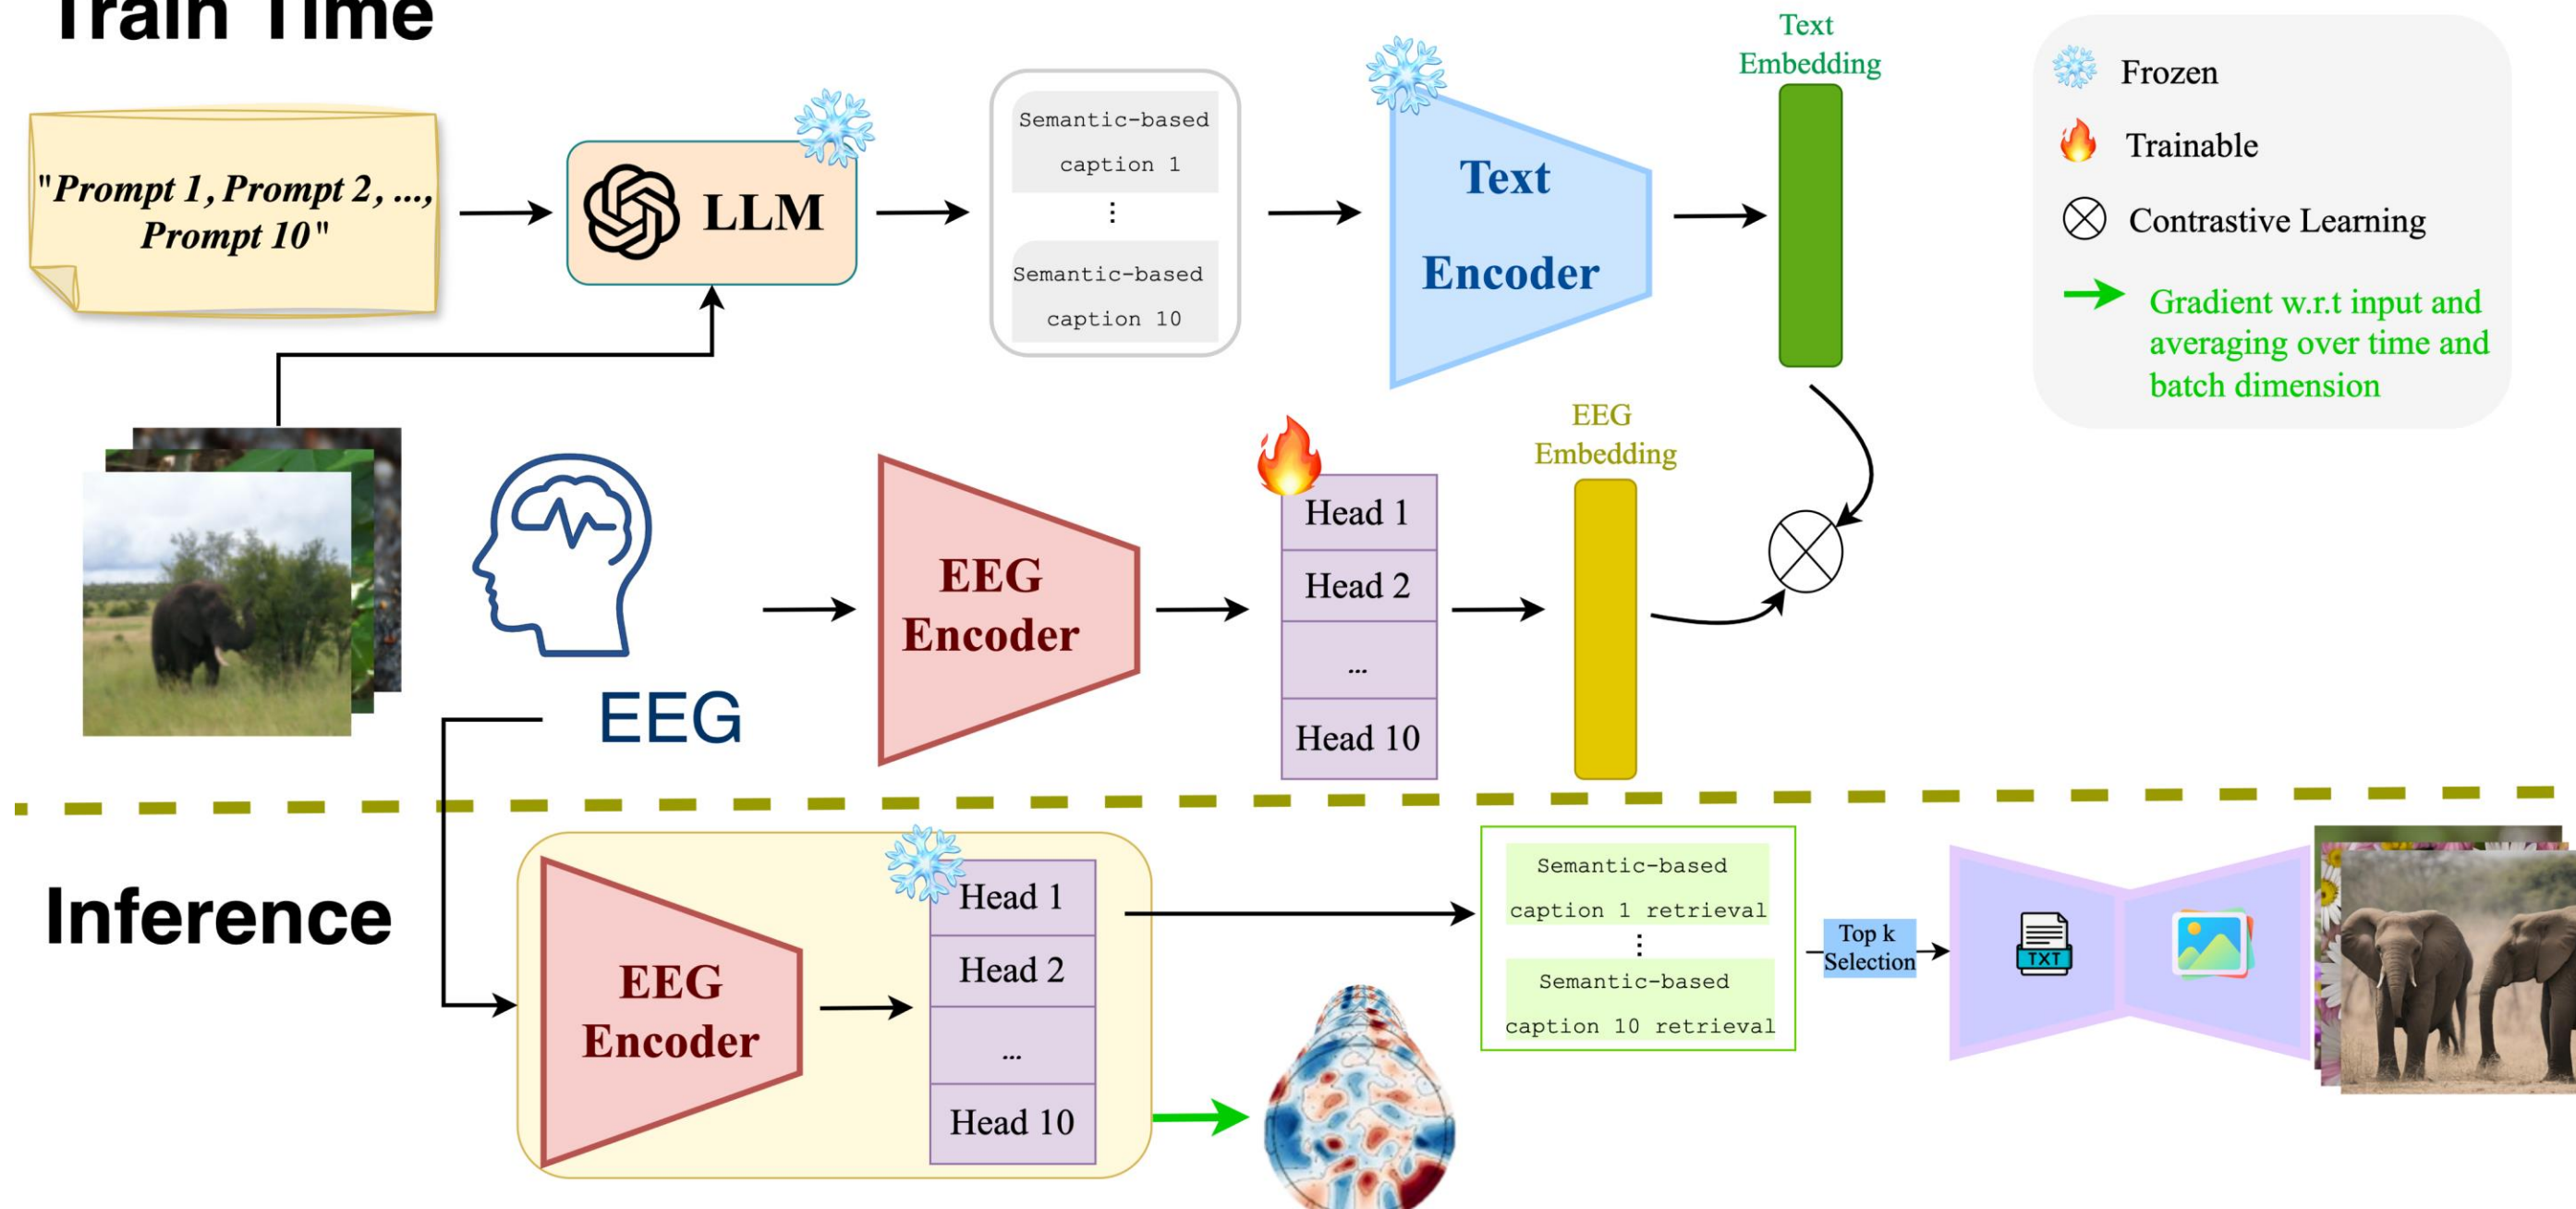 Train Time
"Prompt 1, Prompt 2, ...,
Prompt 10"
LLM
Semantic-based
caption 1
⋮
Semantic-based
caption 10
Text
Encoder
Text
Embedding
Frozen
Trainable
Contrastive Learning
Gradient w.r.t input and
averaging over time and
batch dimension
EEG
EEG
Encoder
Head 1
Head 2
...
Head 10
EEG
Embedding
Inference
EEG
Encoder
Head 1
Head 2
...
Head 10
Semantic-based
caption 1 retrieval
⋮
Semantic-based
caption 10 retrieval
Top k
Selection
TXT